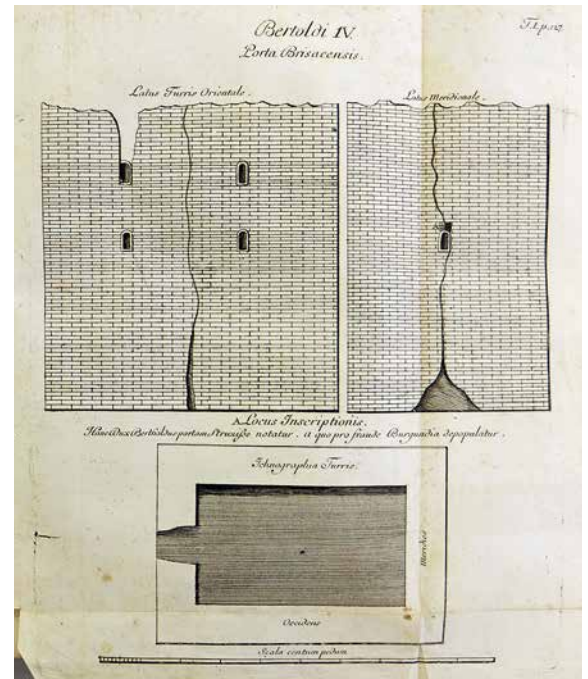 Bertoldi IV.
T.I.p.127
Porta Brisacensis.
Latus Turris Orientale.
Latus Meridionale.
A. Locus Inscriptionis.
Hanc Dux Bertholdus portam Struxisse notatur. a quo pro fraude Burgundia depopulatur.
Ichnographia Turris.
Meridies
Occidens
Scala centum pedum